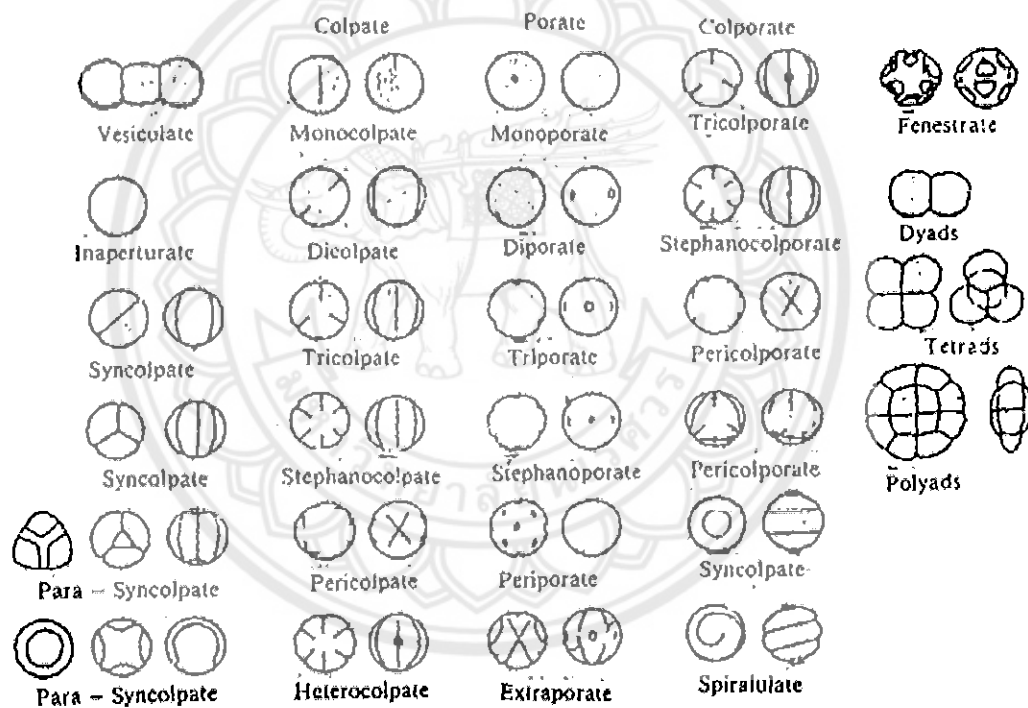 Colpate Porate Colporate
Vesiculate Monocolpate Monoporate Tricolporate Fenestrate
Inaperturate Dicolpate Diporate Stephanocolporate Dyads
Syncolpate Tricolpate Triporate Pericolporate Tetrads
Syncolpate Stephanocolpate Stephanoporate Pericolporate Polyads
Para - Syncolpate Pericolpate Periporate Syncolpate
Para - Syncolpate Heterocolpate Extraporate Spiralulate